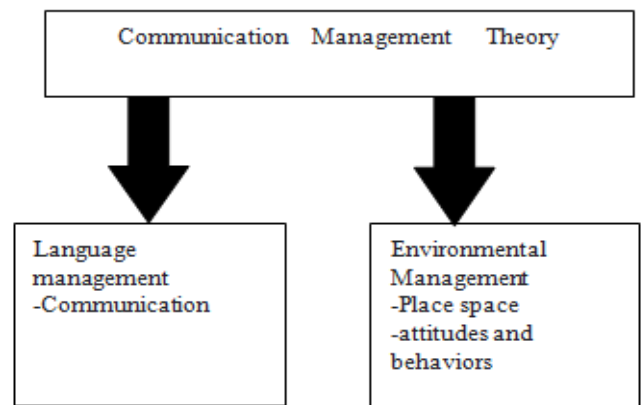 Communication Management Theory
Language
management
-Communication
Environmental
Management
-Place space
-attitudes and
behaviors